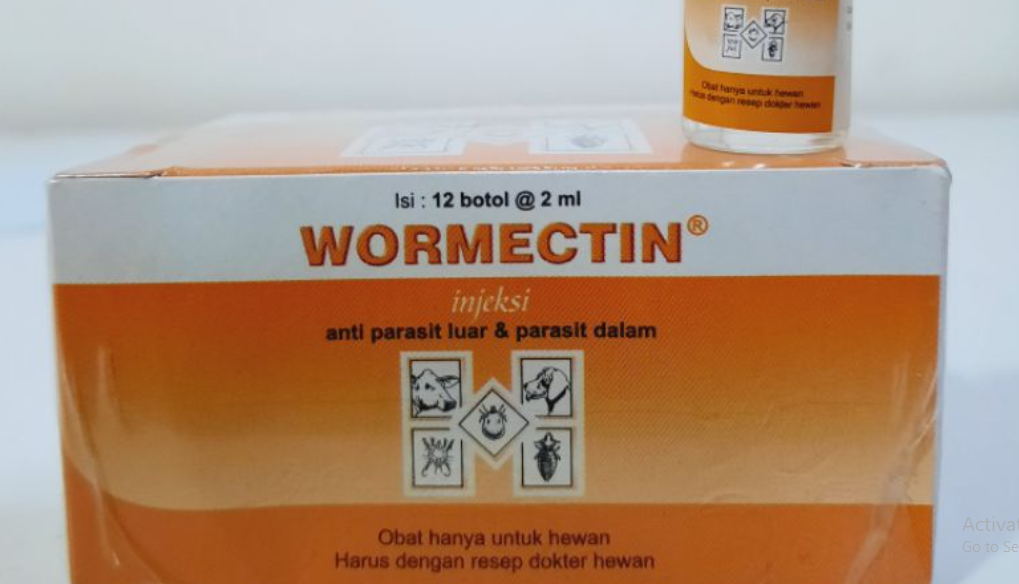 Obat hanya untuk hewan
Harus dengan resep dokter hewan
Isi : 12 botol @ 2 ml
WORMECTIN®
injeksi
anti parasit luar & parasit dalam
Obat hanya untuk hewan
Harus dengan resep dokter hewan